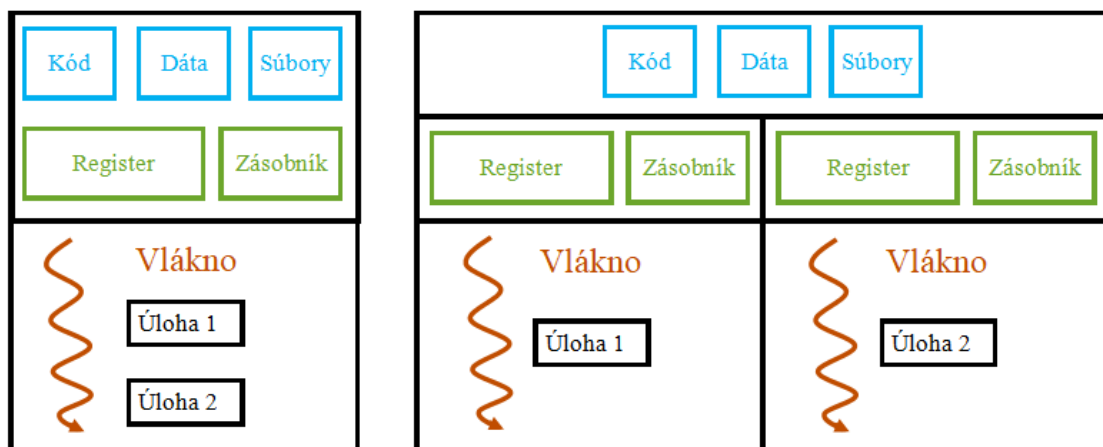 Kód Dáta Súbory
Register Zásobník
Vlákno
Úloha 1
Úloha 2
Kód Dáta Súbory
Register Zásobník Register Zásobník
Vlákno Vlákno
Úloha 1 Úloha 2